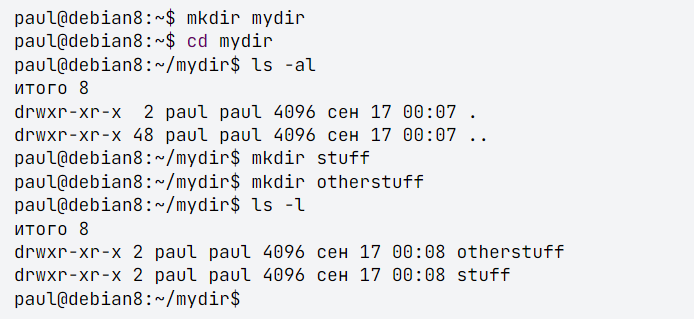 paul@debian8:~$ mkdir mydir
paul@debian8:~$ cd mydir
paul@debian8:~/mydir$ ls -al
итого 8
drwxr-xr-x  2 paul paul 4096 сен 17 00:07 .
drwxr-xr-x 48 paul paul 4096 сен 17 00:07 ..
paul@debian8:~/mydir$ mkdir stuff
paul@debian8:~/mydir$ mkdir otherstuff
paul@debian8:~/mydir$ ls -l
итого 8
drwxr-xr-x 2 paul paul 4096 сен 17 00:08 otherstuff
drwxr-xr-x 2 paul paul 4096 сен 17 00:08 stuff
paul@debian8:~/mydir$